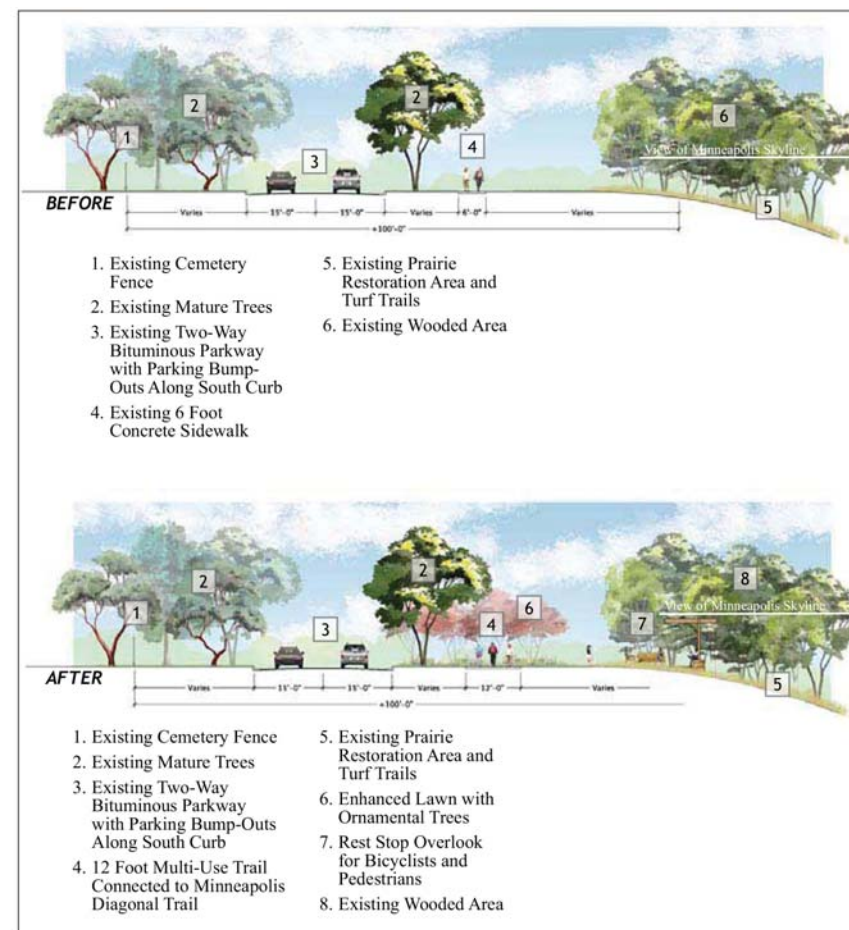 2
2
6
1
4
3
View of Minneapolis Skyline
BEFORE
5
Varies
15'-0"
15'-0"
Varies
6'-0"
Varies
±100'-0"
1. Existing Cemetery
Fence
2. Existing Mature Trees
3. Existing Two-Way
Bituminous Parkway
with Parking Bump-
Outs Along South Curb
4. Existing 6 Foot
Concrete Sidewalk
5. Existing Prairie
Restoration Area and
Turf Trails
6. Existing Wooded Area
2
2
8
1
6
3
4
7
View of Minneapolis Skyline
AFTER
5
Varies
15'-0"
15'-0"
Varies
12'-0"
Varies
±100'-0"
1. Existing Cemetery Fence
2. Existing Mature Trees
3. Existing Two-Way
Bituminous Parkway
with Parking Bump-Outs
Along South Curb
4. 12 Foot Multi-Use Trail
Connected to Minneapolis
Diagonal Trail
5. Existing Prairie
Restoration Area and
Turf Trails
6. Enhanced Lawn with
Ornamental Trees
7. Rest Stop Overlook
for Bicyclists and
Pedestrians
8. Existing Wooded Area